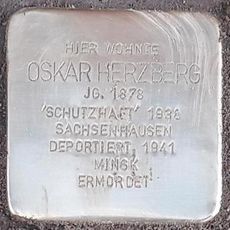 HIER WOHNTE
OSKAR HERZBERG
JG. 1878
'SCHUTZHAFT' 1938
SACHSENHAUSEN
DEPORTIERT 1941
MINSK
ERMORDET